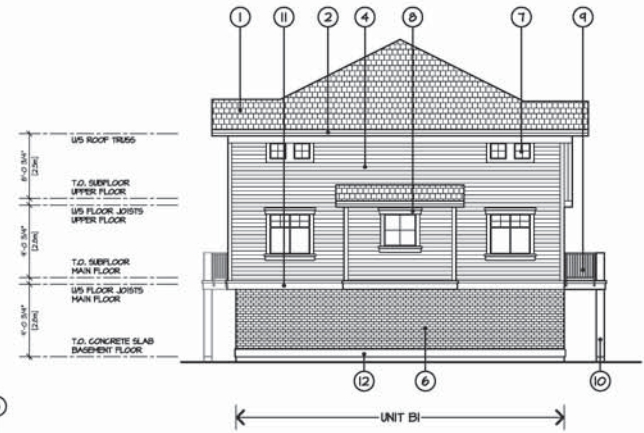 1 11 2 4 8 7 9
U/S ROOF TRUSS
8'-0 3/4"
[2.5m]
T.O. SUBFLOOR
UPPER FLOOR
U/S FLOOR JOISTS
UPPER FLOOR
9'-0 3/4"
[2.8m]
T.O. SUBFLOOR
MAIN FLOOR
U/S FLOOR JOISTS
MAIN FLOOR
9'-0 3/4"
[2.8m]
T.O. CONCRETE SLAB
BASEMENT FLOOR
12 6 10
UNIT B1